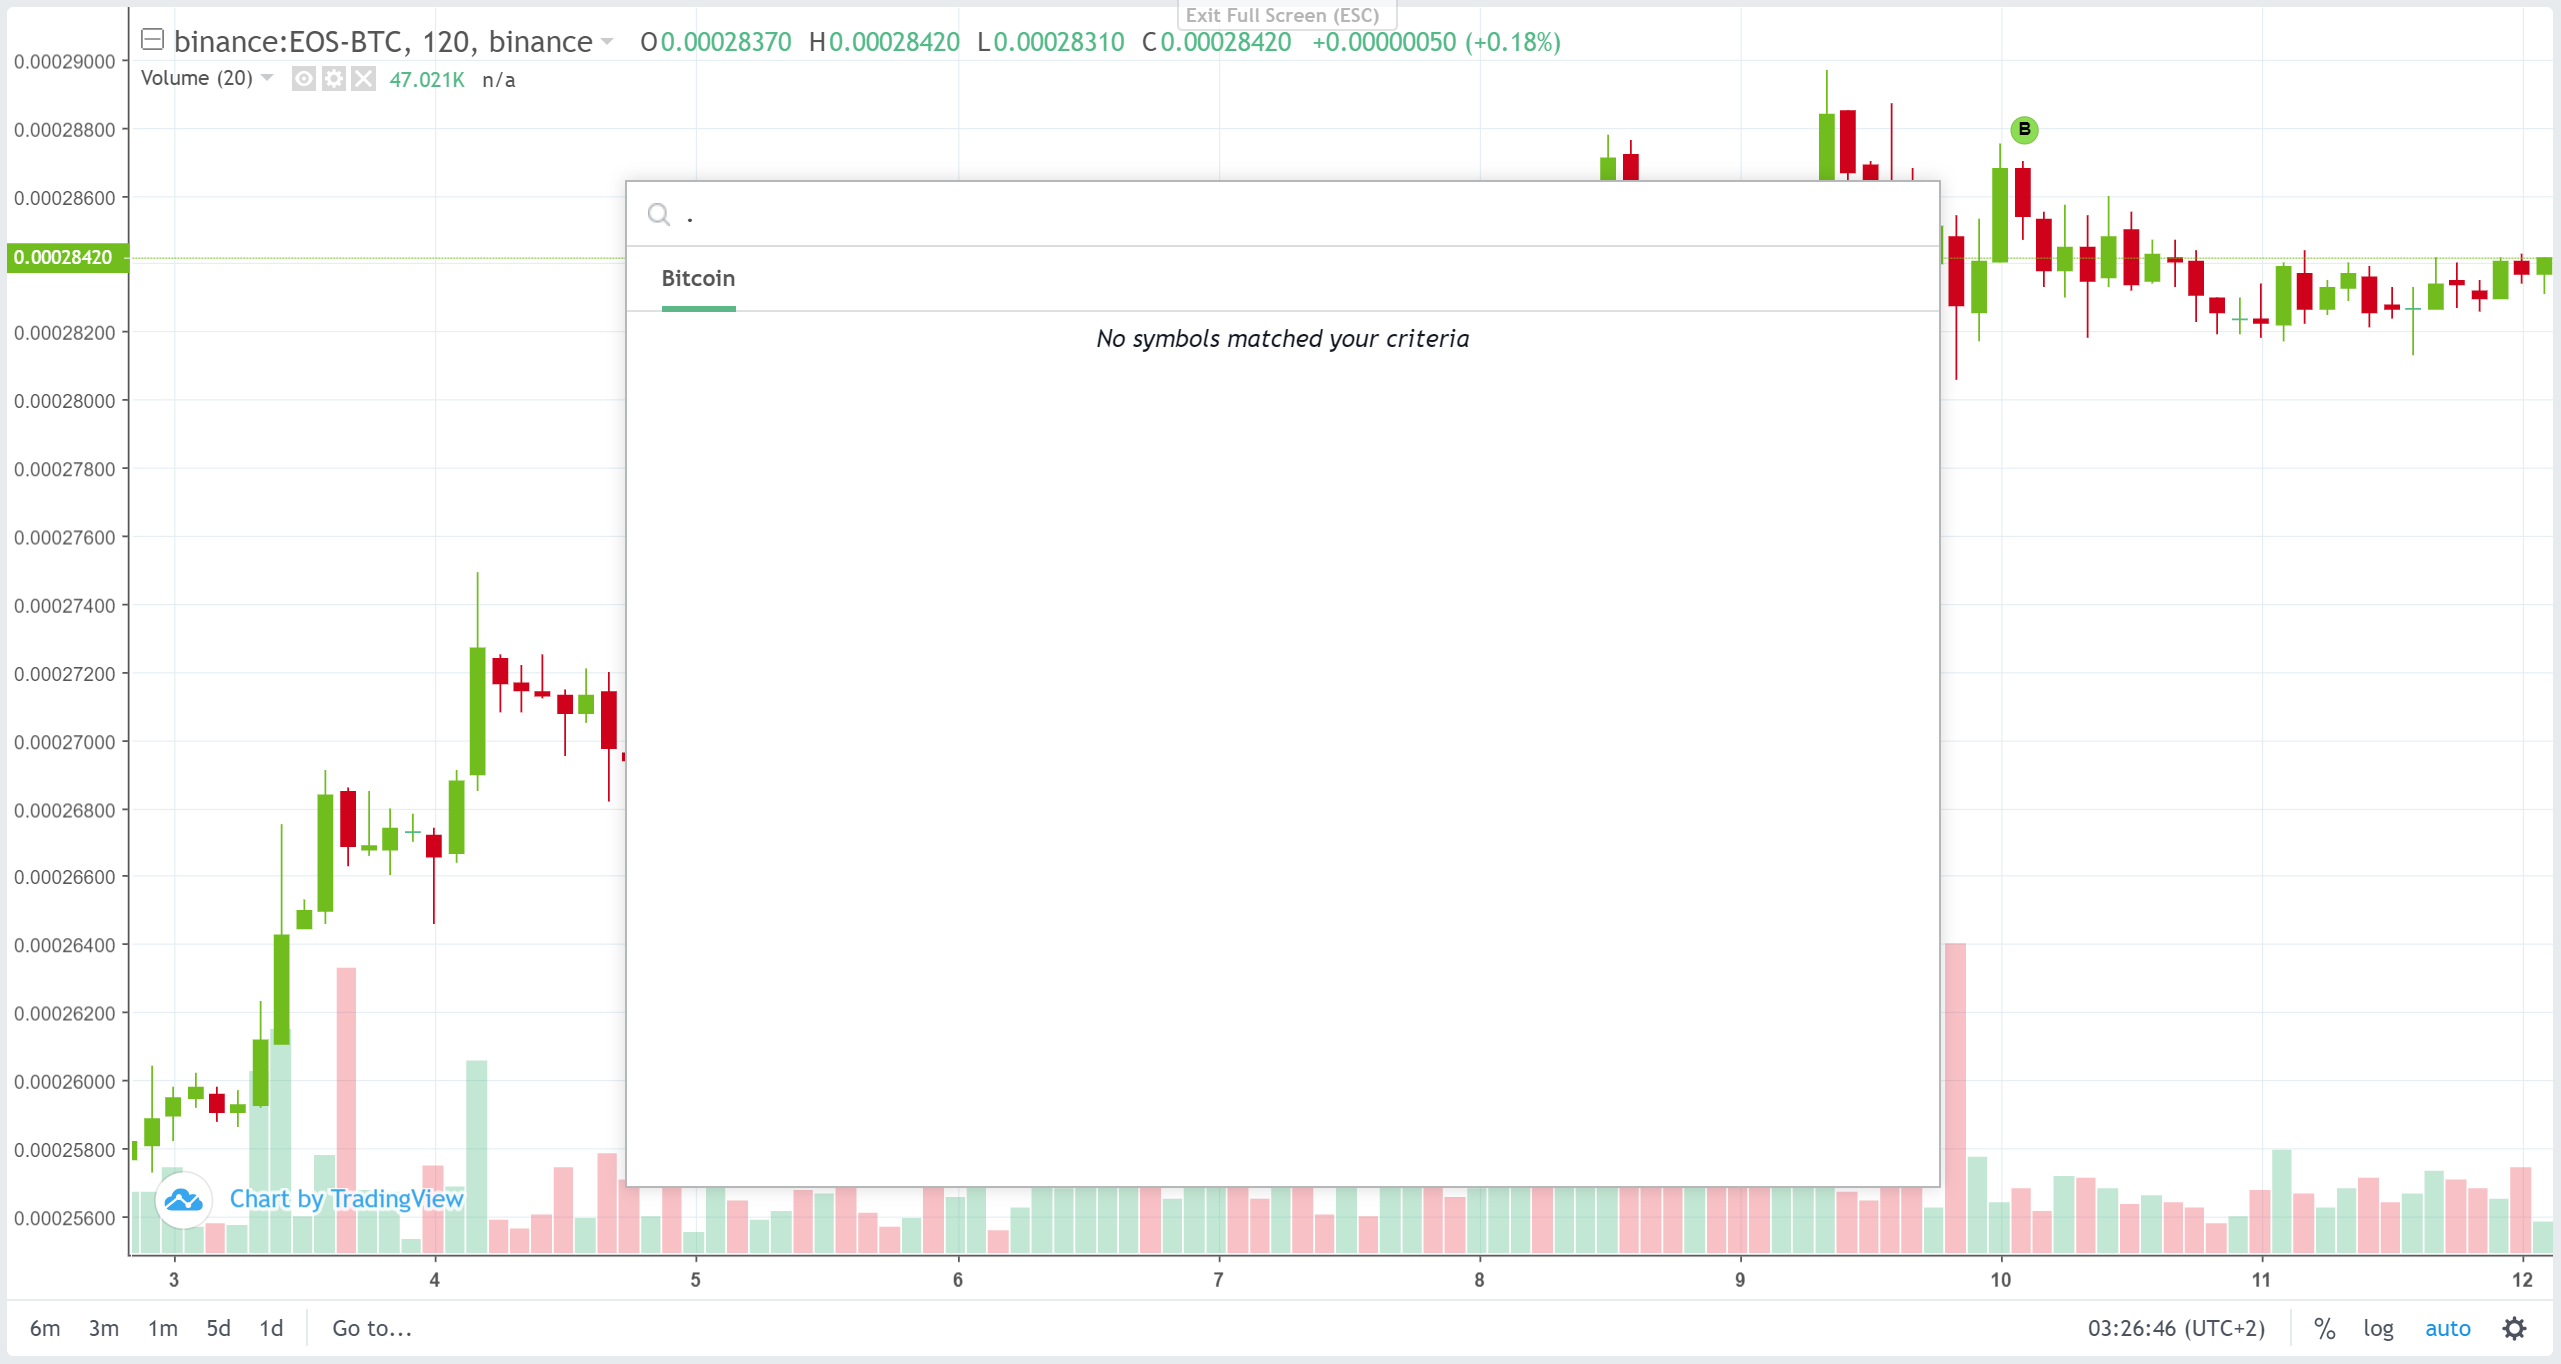 Exit Full Screen (ESC)
binance:EOS-BTC, 120, binance O0.00028370 H0.00028420 L0.00028310 C0.00028420 +0.00000050 (+0.18%)
Volume (20) 47.021K n/a
0.00029000
0.00028800
B
0.00028600
.
0.00028420
Bitcoin
0.00028200
No symbols matched your criteria
0.00028000
0.00027800
0.00027600
0.00027400
0.00027200
0.00027000
0.00026800
0.00026600
0.00026400
0.00026200
0.00026000
0.00025800
Chart by TradingView
0.00025600
3 4 5 6 7 8 9 10 11 12
6m 3m 1m 5d 1d Go to... 03:26:46 (UTC+2) % log auto